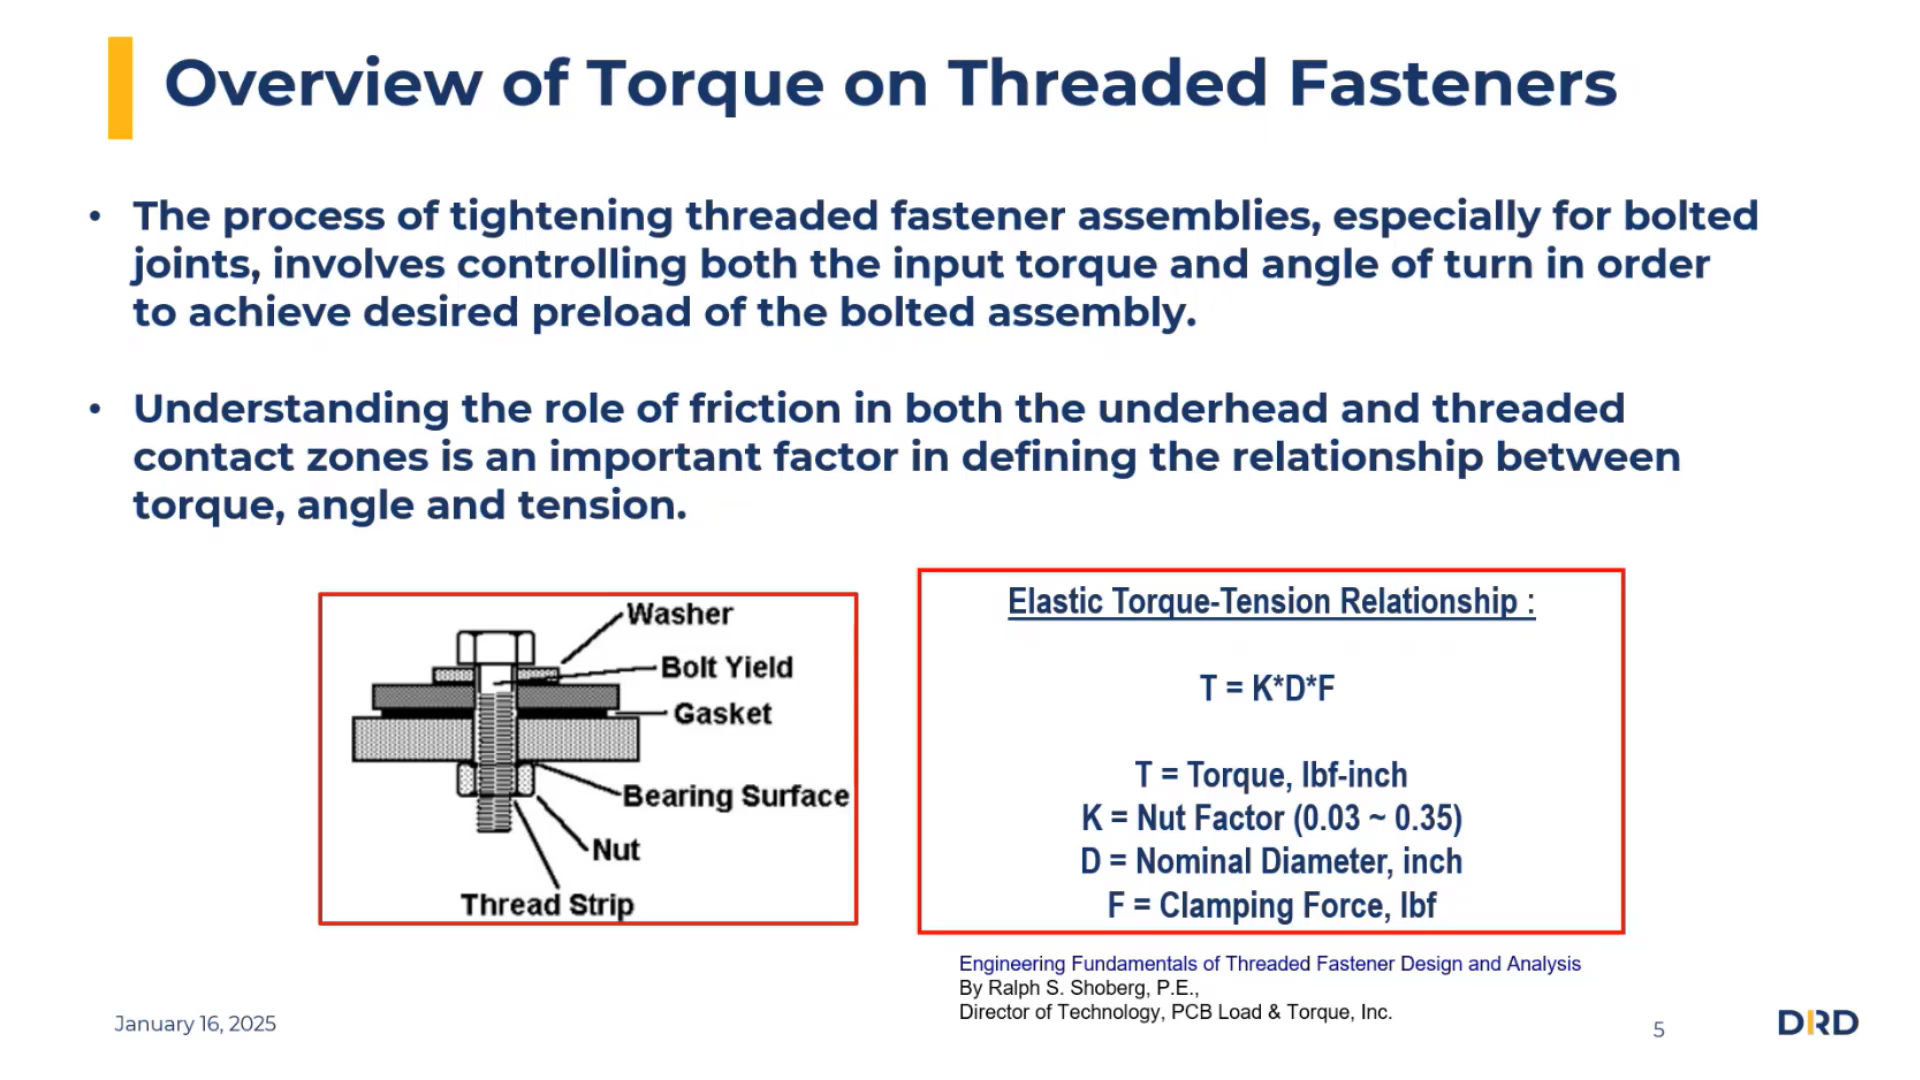 Overview of Torque on Threaded Fasteners
• The process of tightening threaded fastener assemblies, especially for bolted
joints, involves controlling both the input torque and angle of turn in order
to achieve desired preload of the bolted assembly.
• Understanding the role of friction in both the underhead and threaded
contact zones is an important factor in defining the relationship between
torque, angle and tension.
Washer
Bolt Yield
Gasket
Bearing Surface
Nut
Thread Strip
Elastic Torque-Tension Relationship :
T = K*D*F
T = Torque, lbf-inch
K = Nut Factor (0.03 ~ 0.35)
D = Nominal Diameter, inch
F = Clamping Force, lbf
Engineering Fundamentals of Threaded Fastener Design and Analysis
By Ralph S. Shoberg, P.E.,
Director of Technology, PCB Load & Torque, Inc.
January 16, 2025
5
DRD